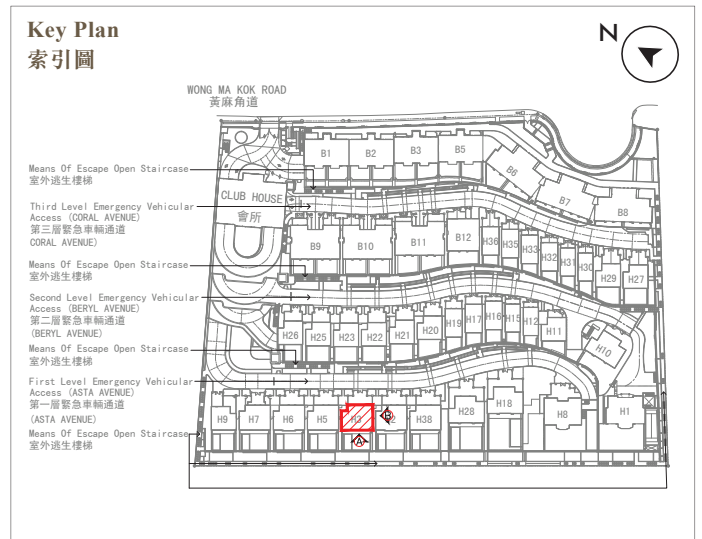 Key Plan
索引圖
N
WONG MA KOK ROAD
黃麻角道
Means Of Escape Open Staircase
室外逃生樓梯
Third Level Emergency Vehicular
Access (CORAL AVENUE)
第三層緊急車輛通道
CORAL AVENUE)
Means Of Escape Open Staircase
室外逃生樓梯
Second Level Emergency Vehicular
Access (BERYL AVENUE)
第二層緊急車輛通道
(BERYL AVENUE)
Means Of Escape Open Staircase
室外逃生樓梯
First Level Emergency Vehicular
Access (ASTA AVENUE)
第一層緊急車輛通道
(ASTA AVENUE)
Means Of Escape Open Staircase
室外逃生樓梯
CLUB HOUSE
會所
B1 B2 B3 B5 B6 B7 B8
B9 B10 B11 B12 H36 H35 H33 H32 H31 H30 H29 H27
H26 H25 H23 H22 H21 H20 H19 H17 H16 H15 H12 H11 H10
H9 H7 H6 H5 H3 H38 H28 H18 H8 H1
B
A